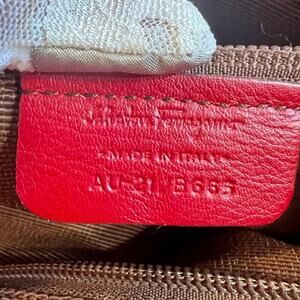 Salvatore Ferragamo
-MADE IN ITALY-
AU-21/B665